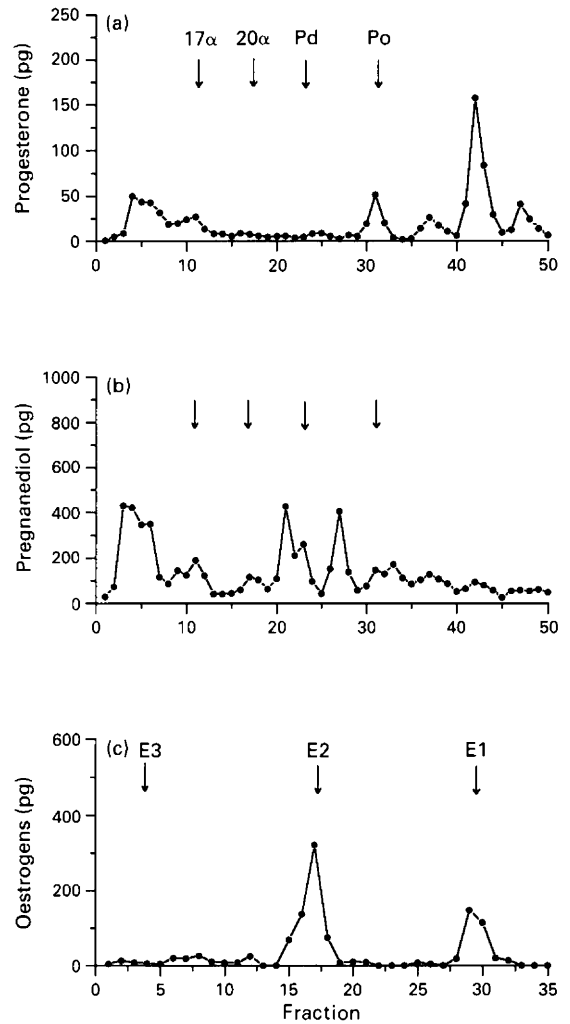 (a)
17α 20α Pd Po
Progesterone (pg)
250
200
150
100
50
0
0 10 20 30 40 50
(b)
Pregnanediol (pg)
1000
800
600
400
200
0
0 10 20 30 40 50
(c) E3 E2 E1
Oestrogens (pg)
600
400
200
0
0 5 10 15 20 25 30 35
Fraction